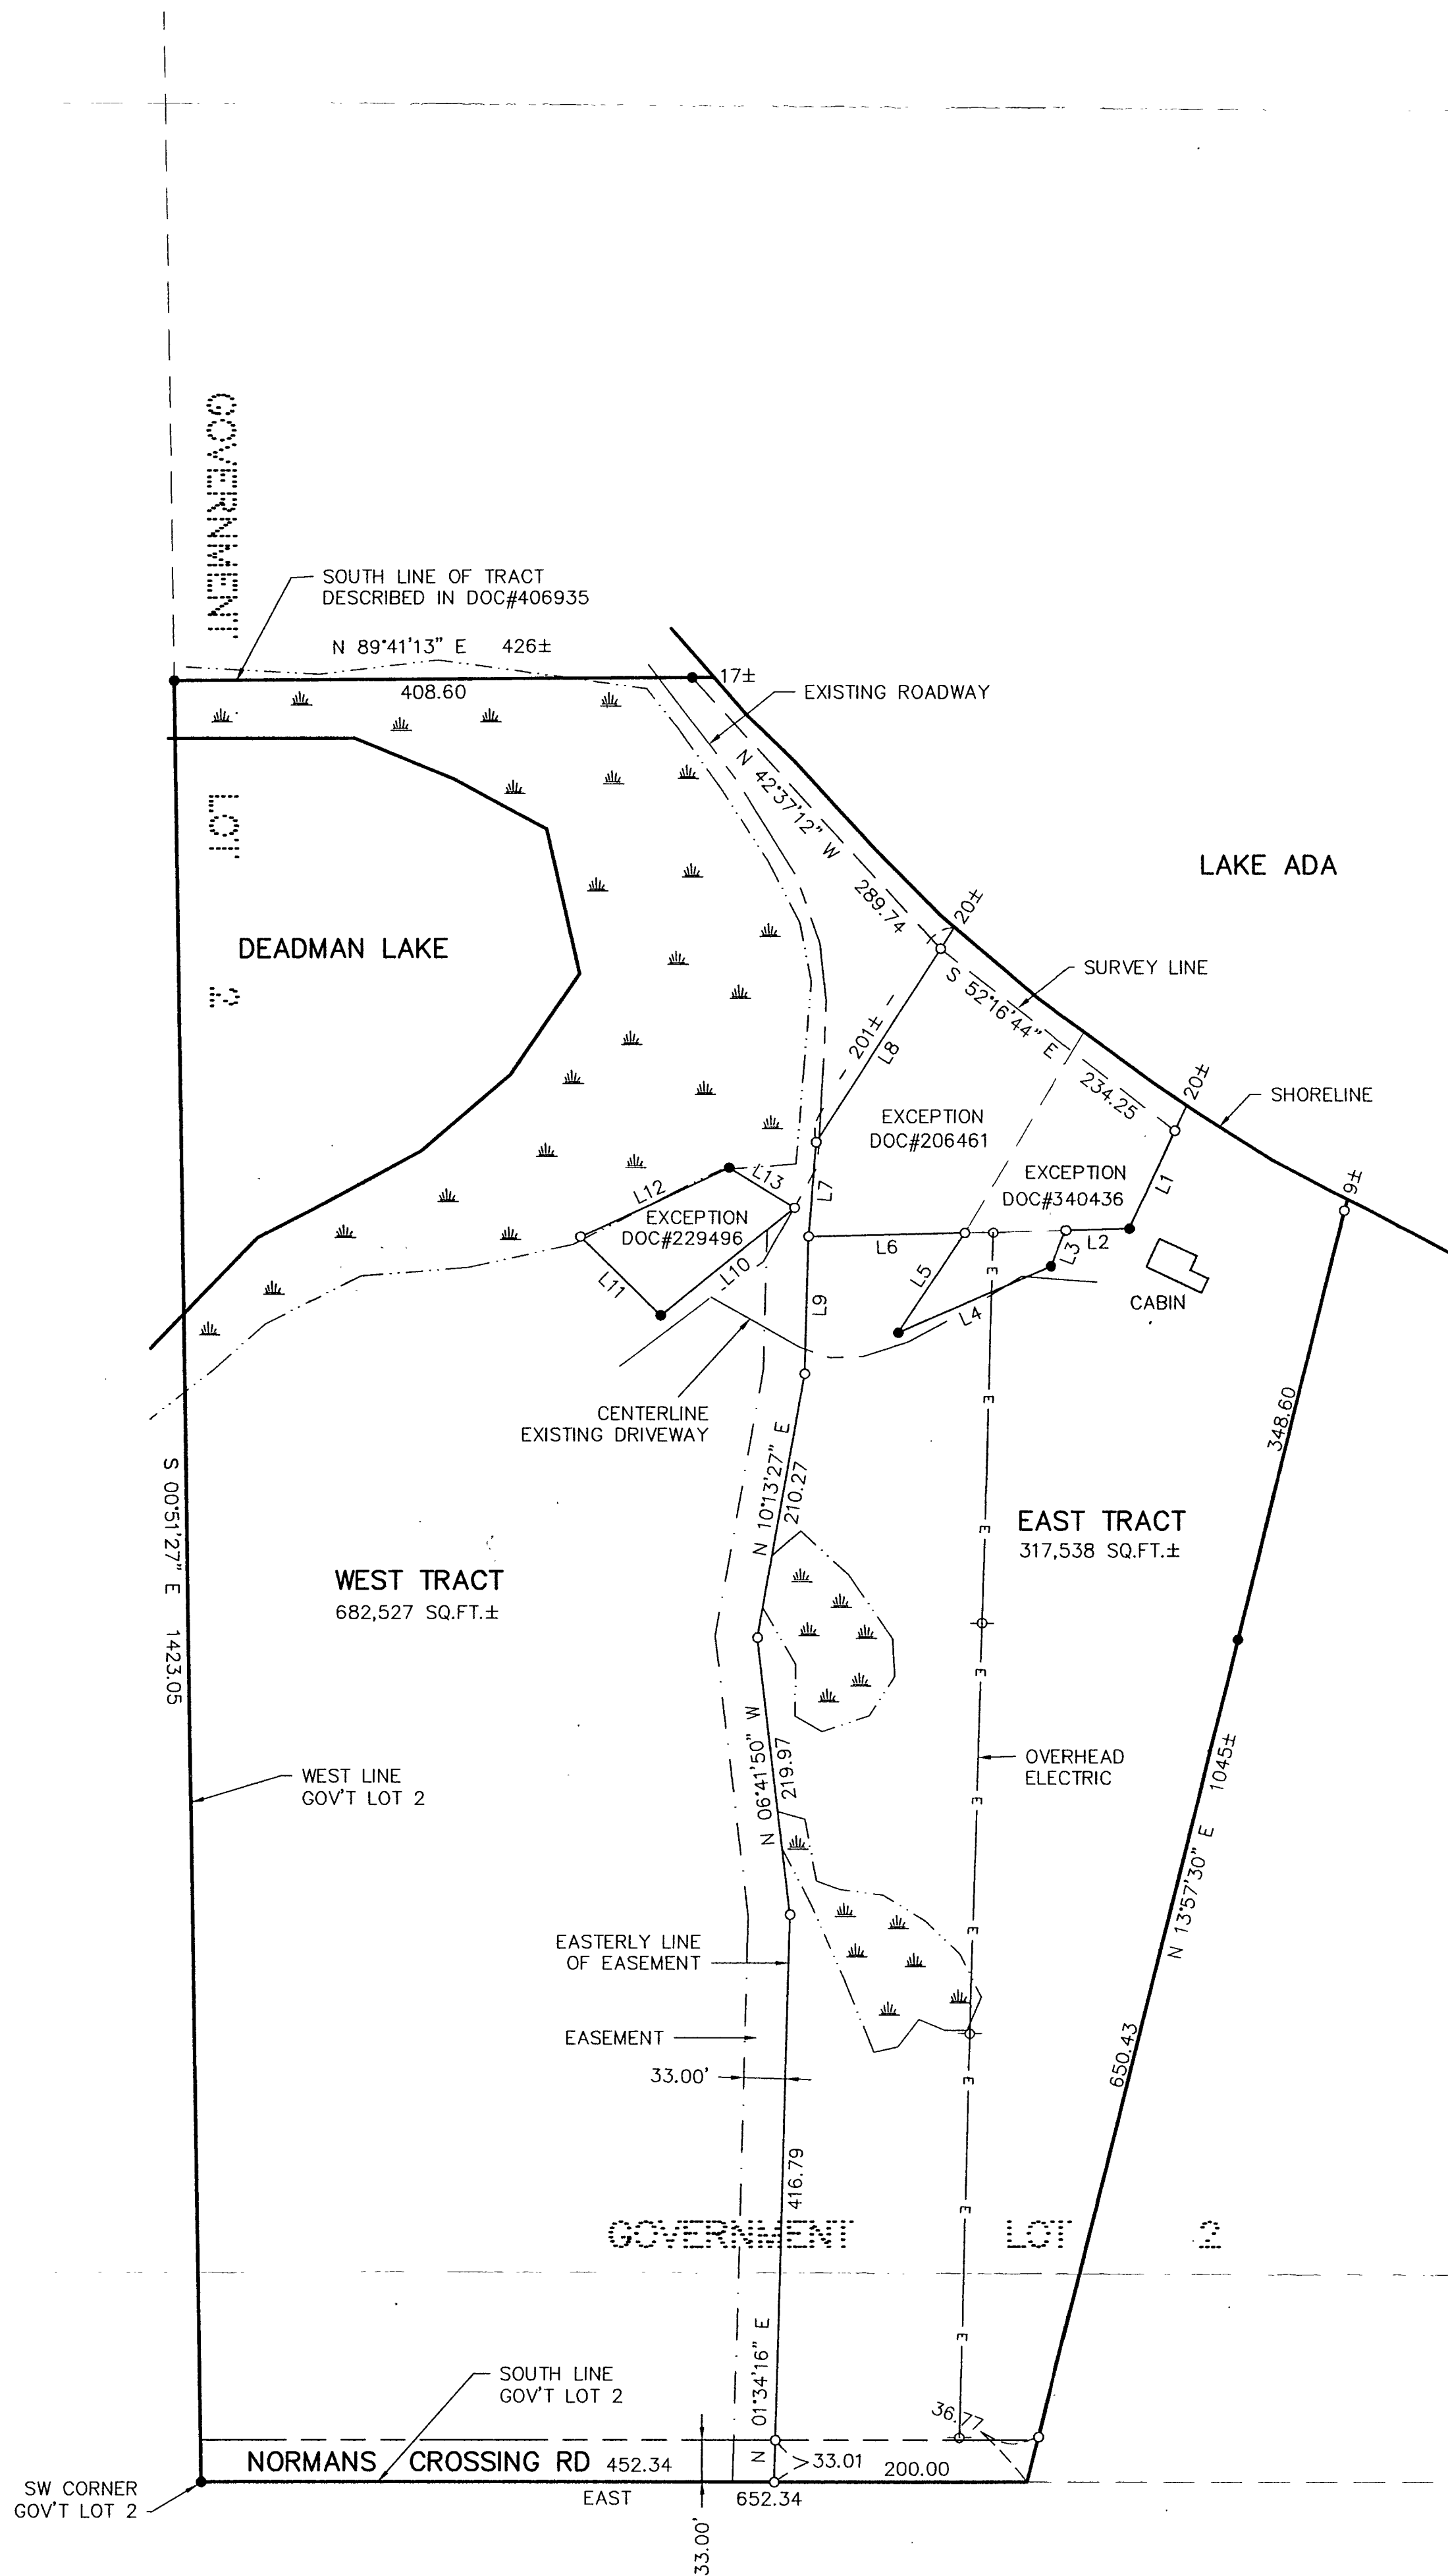 GOVERNMENT
SOUTH LINE OF TRACT
DESCRIBED IN DOC#406935
N 89°41'13" E 426±
17±
408.60
EXISTING ROADWAY
N 42°37'12" W
289.74
LOT
2
DEADMAN LAKE
LAKE ADA
20±
SURVEY LINE
S 52°16'44" E
234.25
201±
L8
20±
SHORELINE
EXCEPTION
DOC#206461
EXCEPTION
DOC#340436
L1
9±
L13
L12
L7
EXCEPTION
DOC#229496
L6
L3
L2
L5
L10
L11
L9
L4
CABIN
CENTERLINE
EXISTING DRIVEWAY
348.60
N 10°13'27" E
210.27
E
E
E
EAST TRACT
317,538 SQ.FT.±
S 00°51'27" E 1423.05
WEST TRACT
682,527 SQ.FT.±
E
N 06°41'50" W
219.97
OVERHEAD
ELECTRIC
1045±
N 13°57'30" E
WEST LINE
GOV'T LOT 2
E
E
EASTERLY LINE
OF EASEMENT
EASEMENT
33.00'
E
650.43
416.79
E
GOVERNMENT LOT 2
N 01°34'16" E
E
SOUTH LINE
GOV'T LOT 2
36.77
NORMANS CROSSING RD
452.34
33.01
200.00
SW CORNER
GOV'T LOT 2
EAST 652.34
33.00'